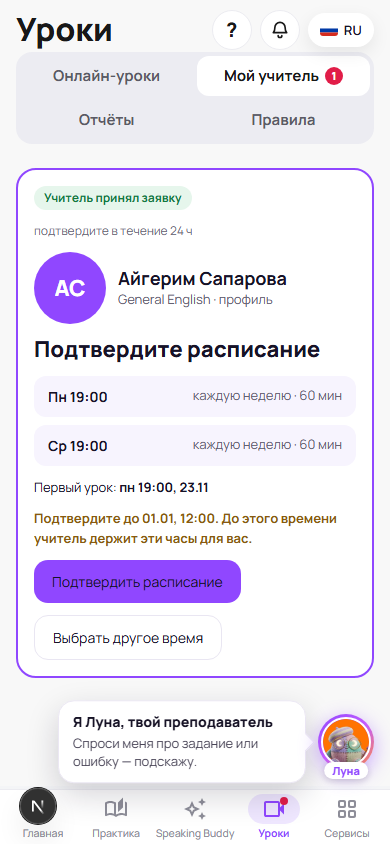 Уроки
?
RU
Онлайн-уроки
Мой учитель 1
Отчёты
Правила
Учитель принял заявку
подтвердите в течение 24 ч
АС
Айгерим Сапарова
General English · профиль
Подтвердите расписание
Пн 19:00 каждую неделю · 60 мин
Ср 19:00 каждую неделю · 60 мин
Первый урок: пн 19:00, 23.11
Подтвердите до 01.01, 12:00. До этого времени
учитель держит эти часы для вас.
Подтвердить расписание
Выбрать другое время
Я Луна, твой преподаватель
Спроси меня про задание или
ошибку — подскажу.
Луна
N
Главная
Практика
Speaking Buddy
Уроки
Сервисы